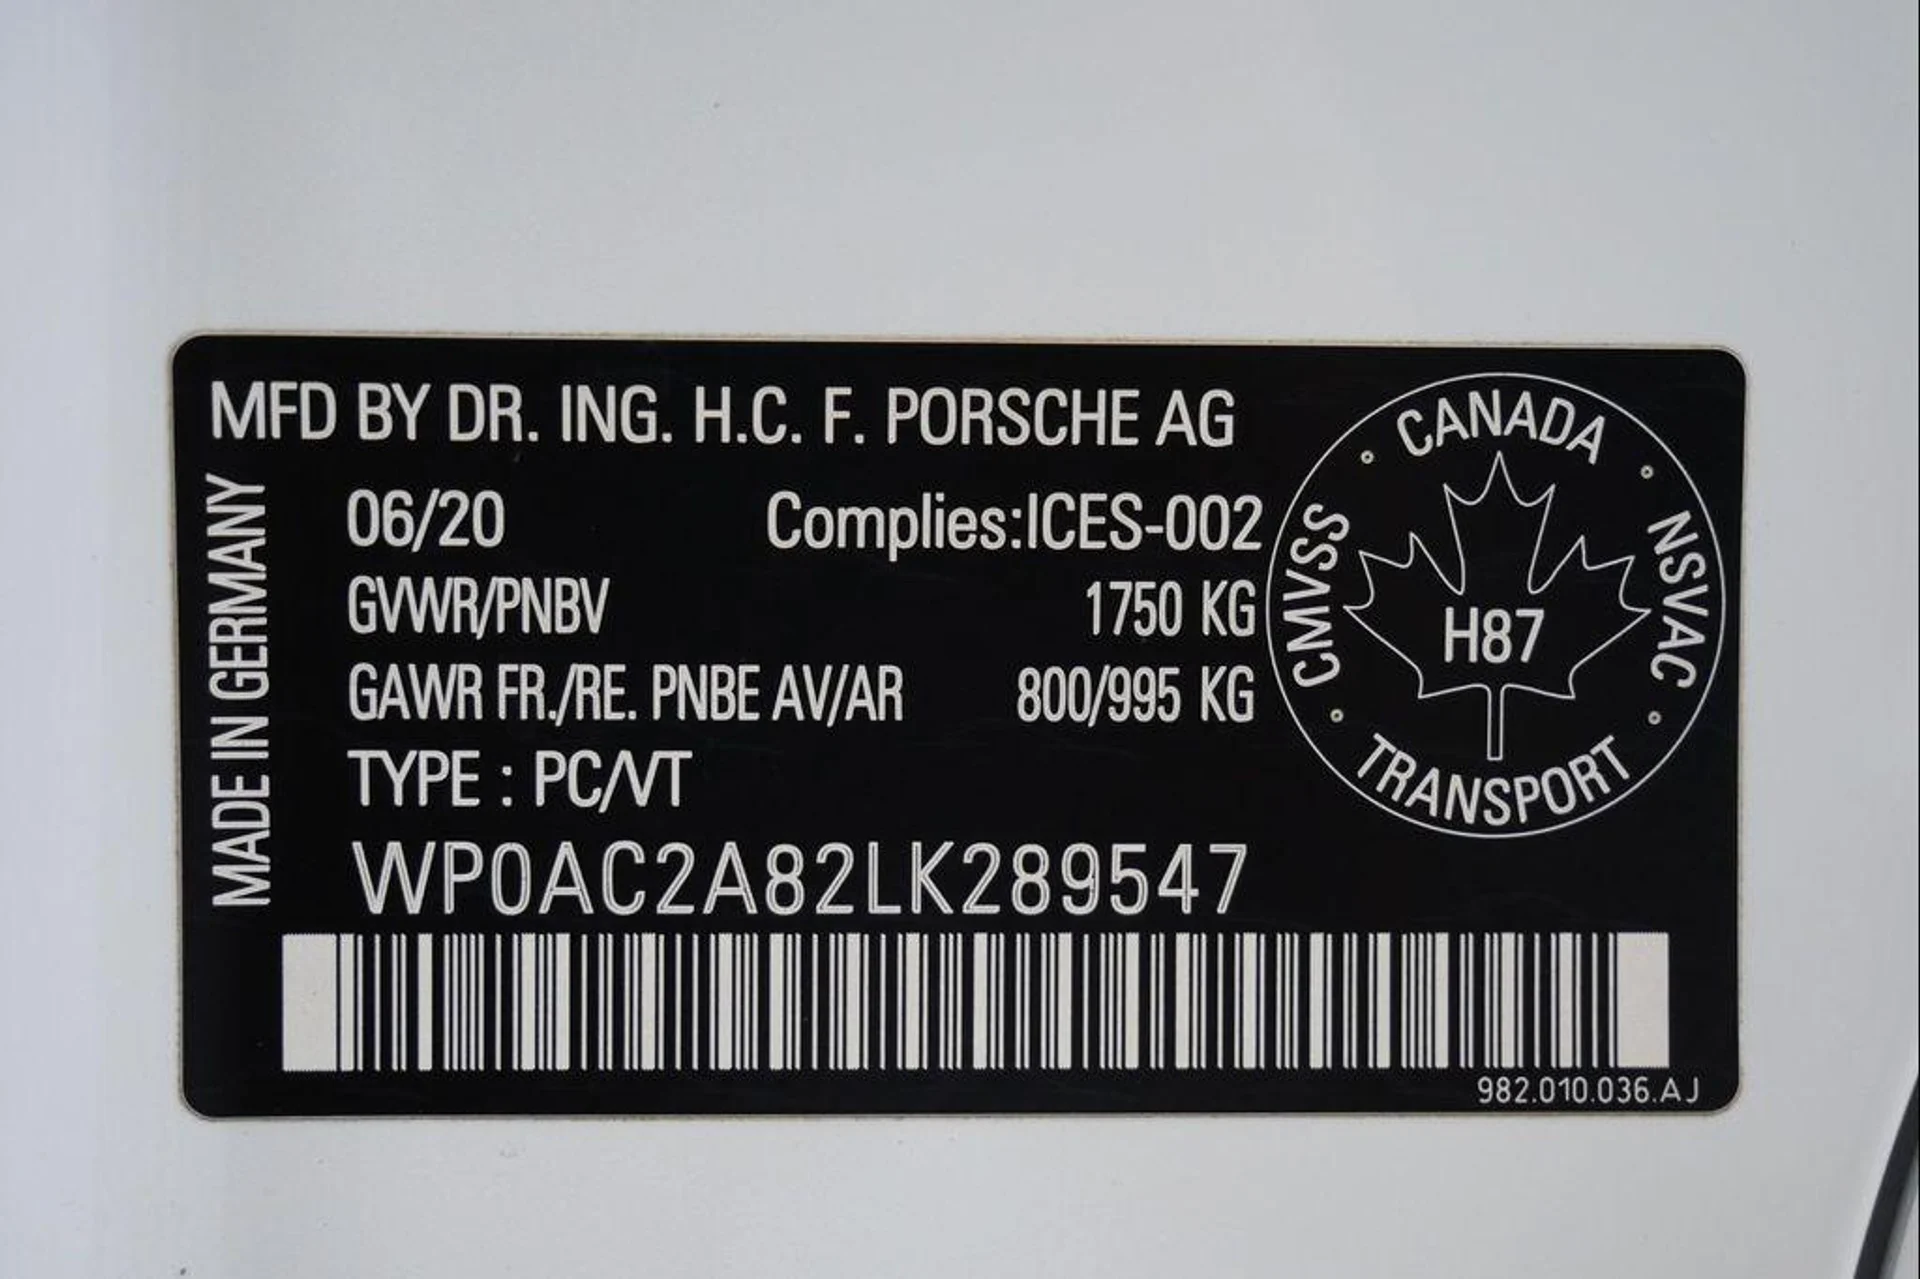 MFD BY DR. ING. H.C. F. PORSCHE AG
MADE IN GERMANY
06/20 Complies:ICES-002
GVWR/PNBV 1750 KG
GAWR FR./RE. PNBE AV/AR 800/995 KG
TYPE : PC/VT
WP0AC2A82LK289547
982.010.036.AJ
CANADA
CMVSS
NSVAC
H87
TRANSPORT